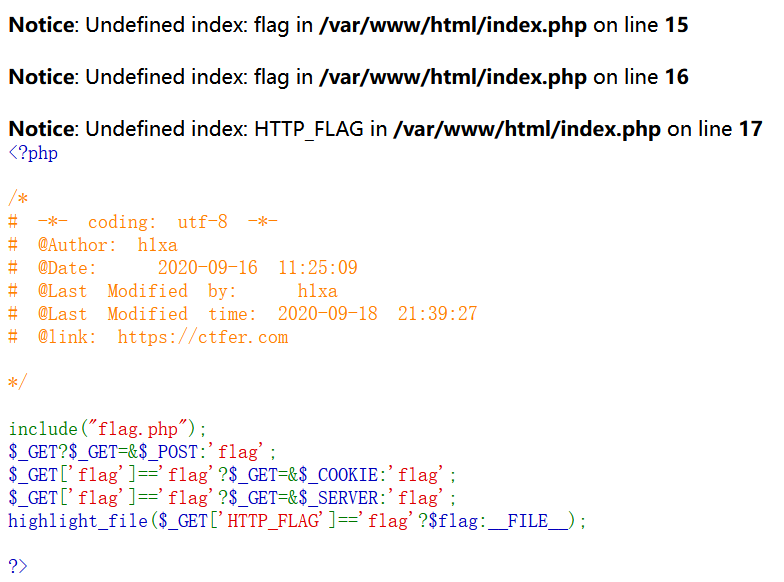 Notice: Undefined index: flag in /var/www/html/index.php on line 15
Notice: Undefined index: flag in /var/www/html/index.php on line 16
Notice: Undefined index: HTTP_FLAG in /var/www/html/index.php on line 17
<?php
/*
# -*- coding: utf-8 -*-
# @Author: h1xa
# @Date:   2020-09-16 11:25:09
# @Last Modified by:   h1xa
# @Last Modified time: 2020-09-18 21:39:27
# @link: https://ctfer.com
*/
include("flag.php");
$_GET?$_GET=&$_POST:'flag';
$_GET['flag']=='flag'?$_GET=&$_COOKIE:'flag';
$_GET['flag']=='flag'?$_GET=&$_SERVER:'flag';
highlight_file($_GET['HTTP_FLAG']=='flag'?$flag:__FILE__);
?>